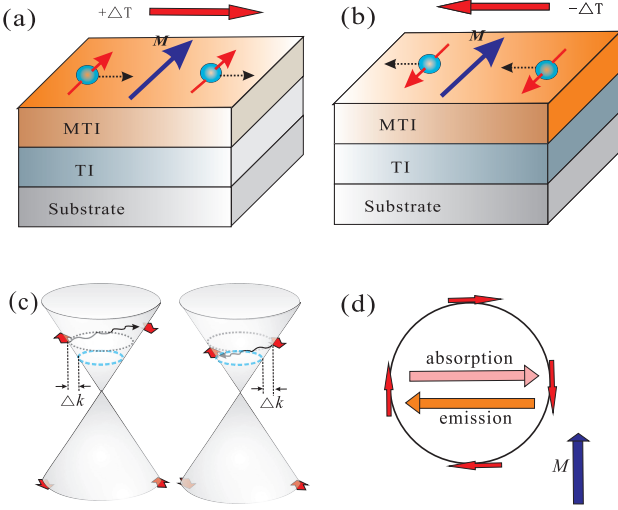 (a)
+△T
M
MTI
TI
Substrate
(b)
−△T
M
MTI
TI
Substrate
(c)
△k
△k
(d)
absorption
emission
M